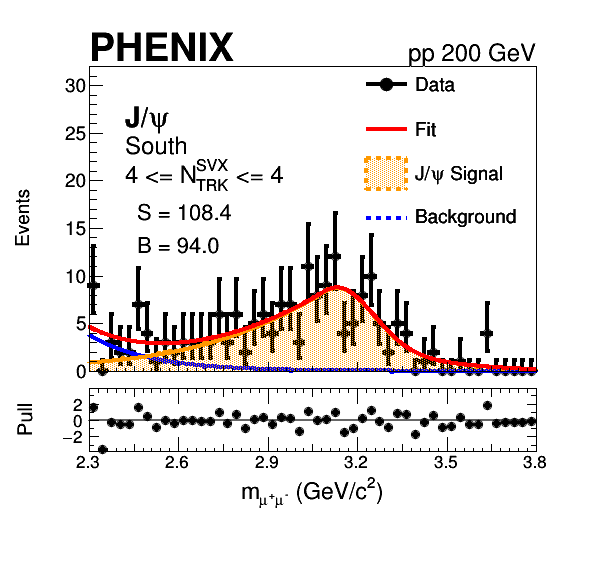 PHENIX pp 200 GeV
Events
30
25
20
15
10
5
0
J/ψ
South
4 <= N^SVX_TRK <= 4
S = 108.4
B = 94.0
Data
Fit
J/ψ Signal
Background
Pull
2
0
−2
2.3 2.6 2.9 3.2 3.5 3.8
m_μ⁺μ⁻ (GeV/c²)